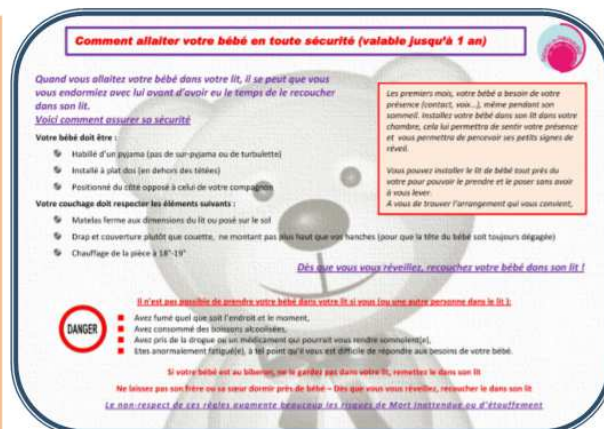 Comment allaiter votre bébé en toute sécurité (valable jusqu'à 1 an)
Quand vous allaitez votre bébé dans votre lit, il se peut que vous
vous endormiez avec lui avant d'avoir eu le temps de le recoucher
dans son lit.
Voici comment assurer sa sécurité
Votre bébé doit être :
Habillé d'un pyjama (pas de sur-pyjama ou de turbulette)
Installé à plat dos (en dehors des tétées)
Positionné du côté opposé à celui de votre compagnon
Les premiers mois, votre bébé a besoin de votre
présence (contact, voix...), même pendant son
sommeil. Installez votre bébé dans son lit dans votre
chambre, cela lui permettra de sentir votre présence
et vous permettra de percevoir ses petits signes de
réveil.
Vous pouvez installer le lit de bébé tout près du
votre pour pouvoir le prendre et le poser sans avoir
à vous lever.
A vous de trouver l'arrangement qui vous convient,
Votre couchage doit respecter les éléments suivants :
Matelas ferme aux dimensions du lit ou posé sur le sol
Drap et couverture plutôt que couette, ne montant pas plus haut que vos hanches (pour que la tête du bébé soit toujours dégagée)
Chauffage de la pièce à 18°-19°
Dès que vous vous réveillez, recouchez votre bébé dans son lit !
Il n'est pas possible de prendre votre bébé dans votre lit si vous (ou une autre personne dans le lit ):
DANGER
Avez fumé quel que soit l'endroit et le moment,
Avez consommé des boissons alcoolisées,
Avez pris de la drogue ou un médicament qui pourrait vous rendre somnolent(e),
Etes anormalement fatigué(e), à tel point qu'il vous est difficile de répondre aux besoins de votre bébé.
Si votre bébé est au biberon, ne le gardez pas dans votre lit, remettez le dans son lit
Ne laissez pas son frère ou sa sœur dormir près de bébé – Dès que vous vous réveillez, recoucher le dans son lit
Le non-respect de ces règles augmente beaucoup les risques de Mort Inattendue ou d'étouffement